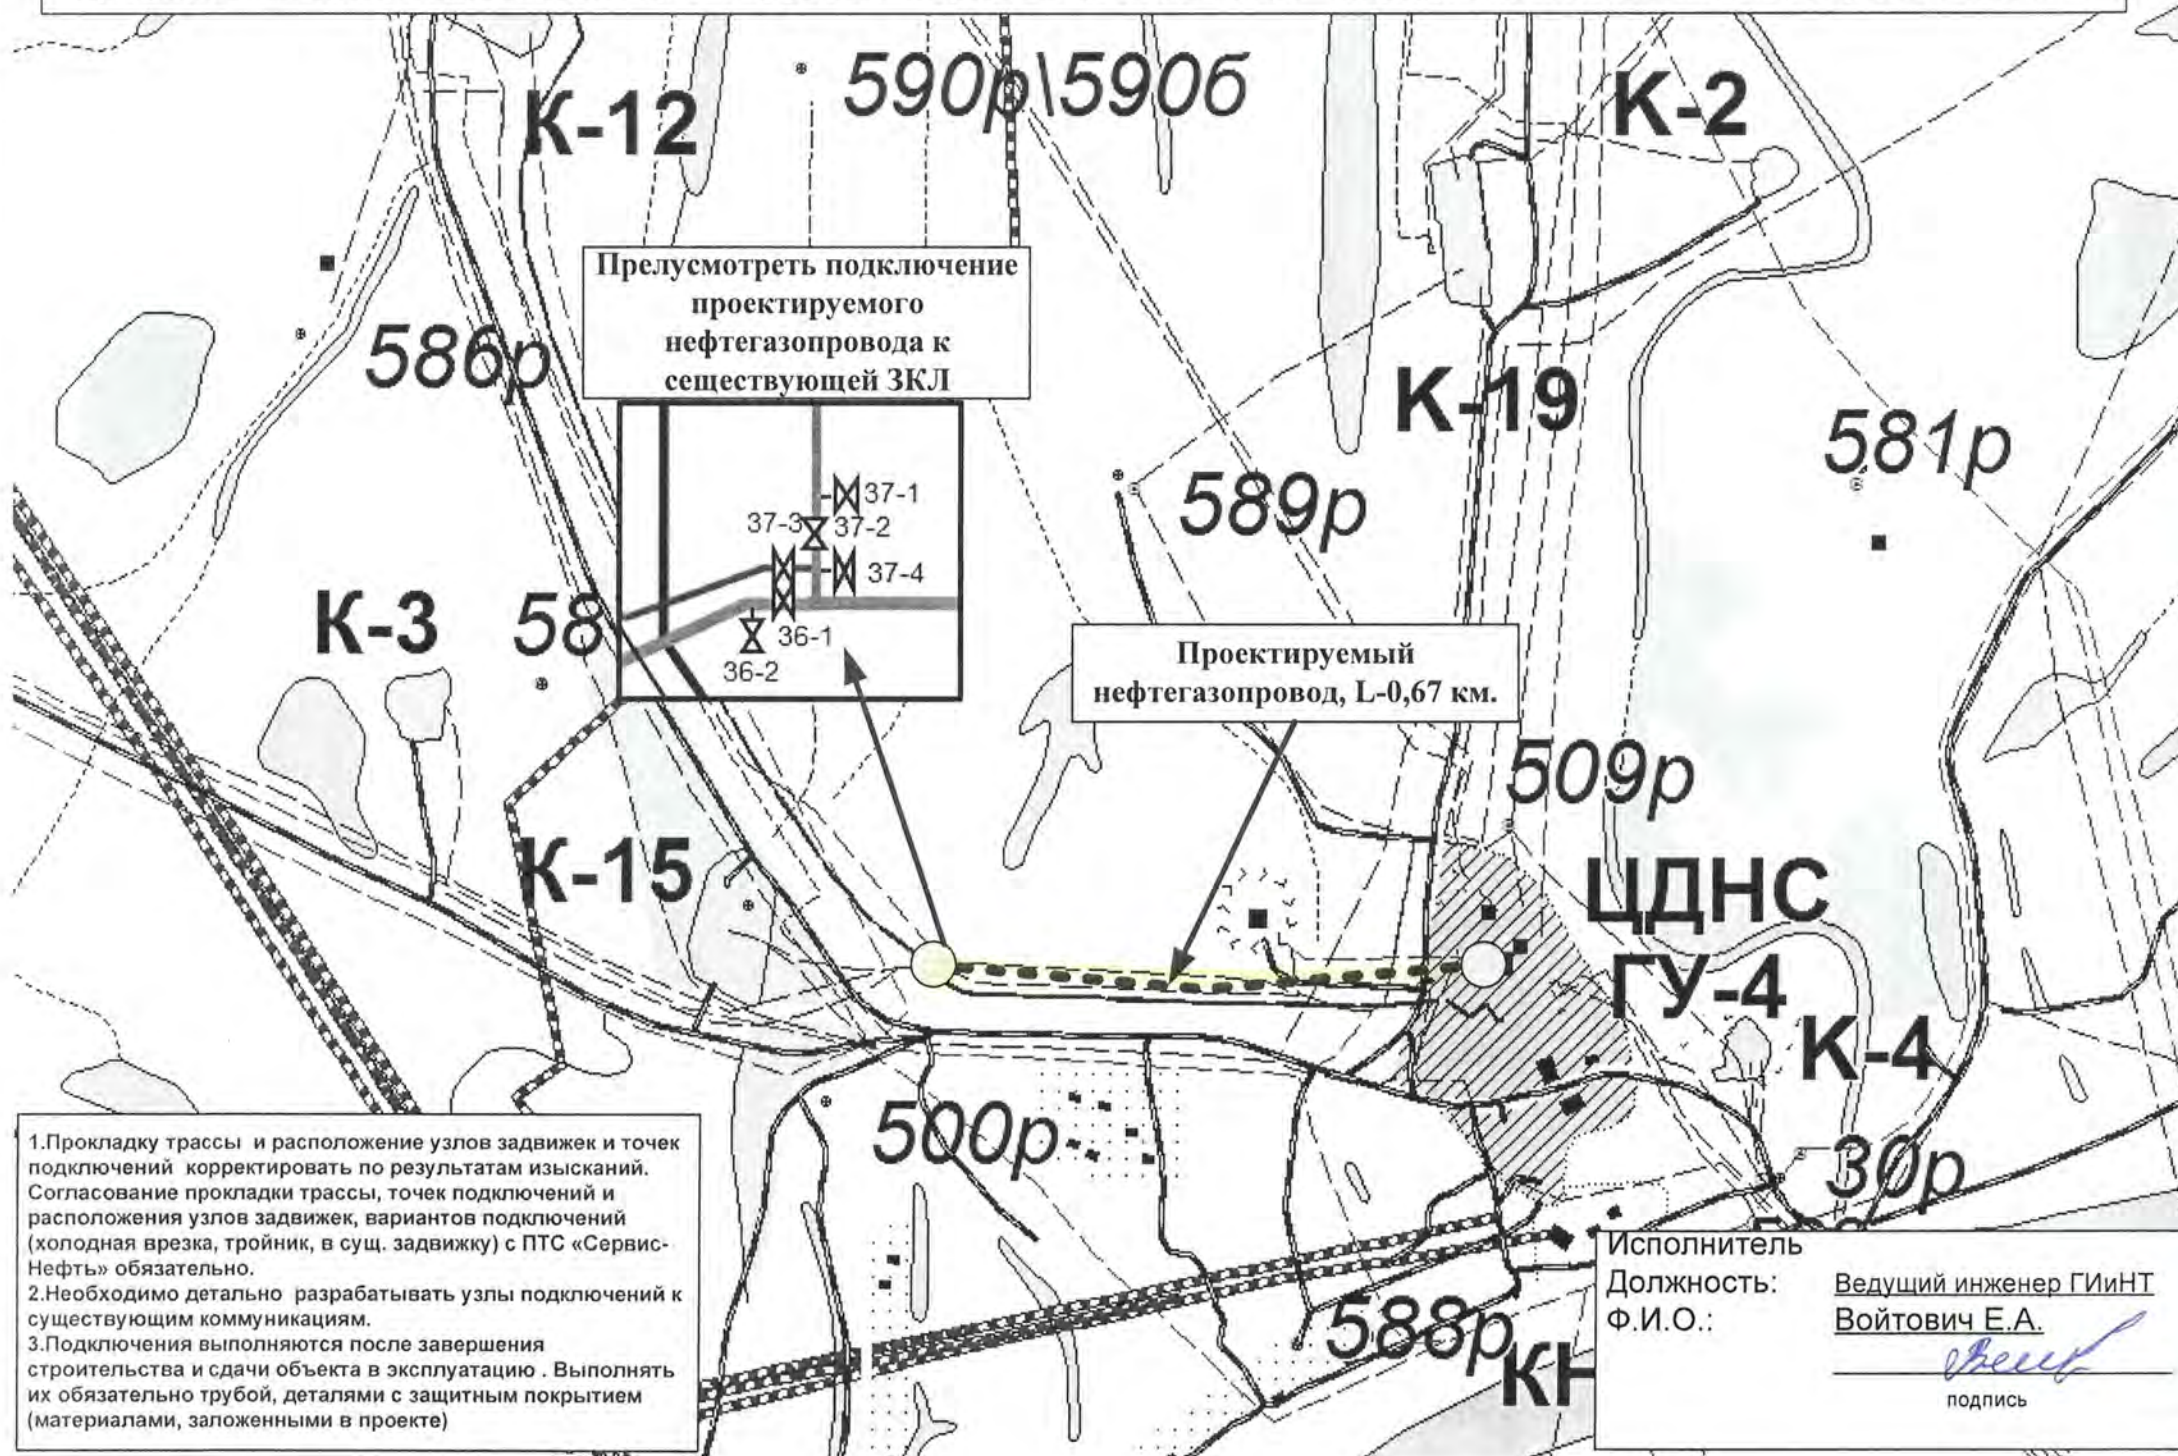 590р\590б
К-12
К-2
Прелусмотреть подключение
проектируемого
нефтегазопровода к
сеществующей ЗКЛ
586р
К-19
581р
37-1
589р
37-3
37-2
37-4
К-3
58
36-1
36-2
Проектируемый
нефтегазопровод, L-0,67 км.
509р
К-15
ЦДНС
ГУ-4
К-4
500р
30р
588р
КН
1.Прокладку трассы и расположение узлов задвижек и точек
подключений корректировать по результатам изысканий.
Согласование прокладки трассы, точек подключений и
расположения узлов задвижек, вариантов подключений
(холодная врезка, тройник, в сущ. задвижку) с ПТС «Сервис-
Нефть» обязательно.
2.Необходимо детально разрабатывать узлы подключений к
существующим коммуникациям.
3.Подключения выполняются после завершения
строительства и сдачи объекта в эксплуатацию . Выполнять
их обязательно трубой, деталями с защитным покрытием
(материалами, заложенными в проекте)
Исполнитель
Должность: Ведущий инженер ГИиНТ
Ф.И.О.: Войтович Е.А.
подпись